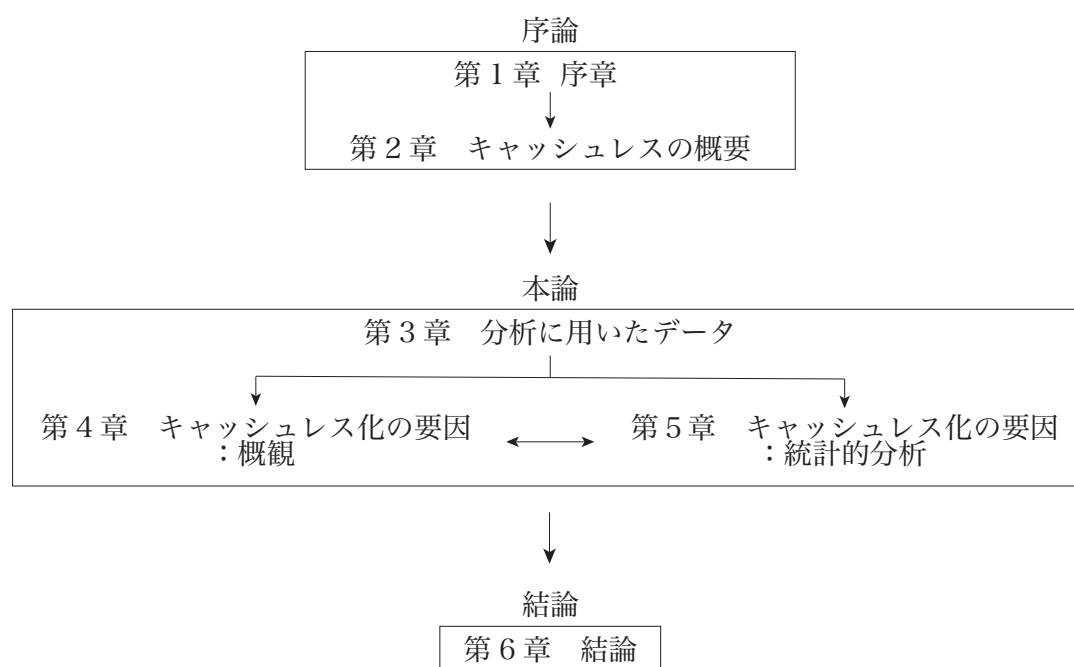 序論
第１章 序章
第２章　キャッシュレスの概要
本論
第３章　分析に用いたデータ
第４章　キャッシュレス化の要因
：概観
第５章　キャッシュレス化の要因
：統計的分析
結論
第６章　結論